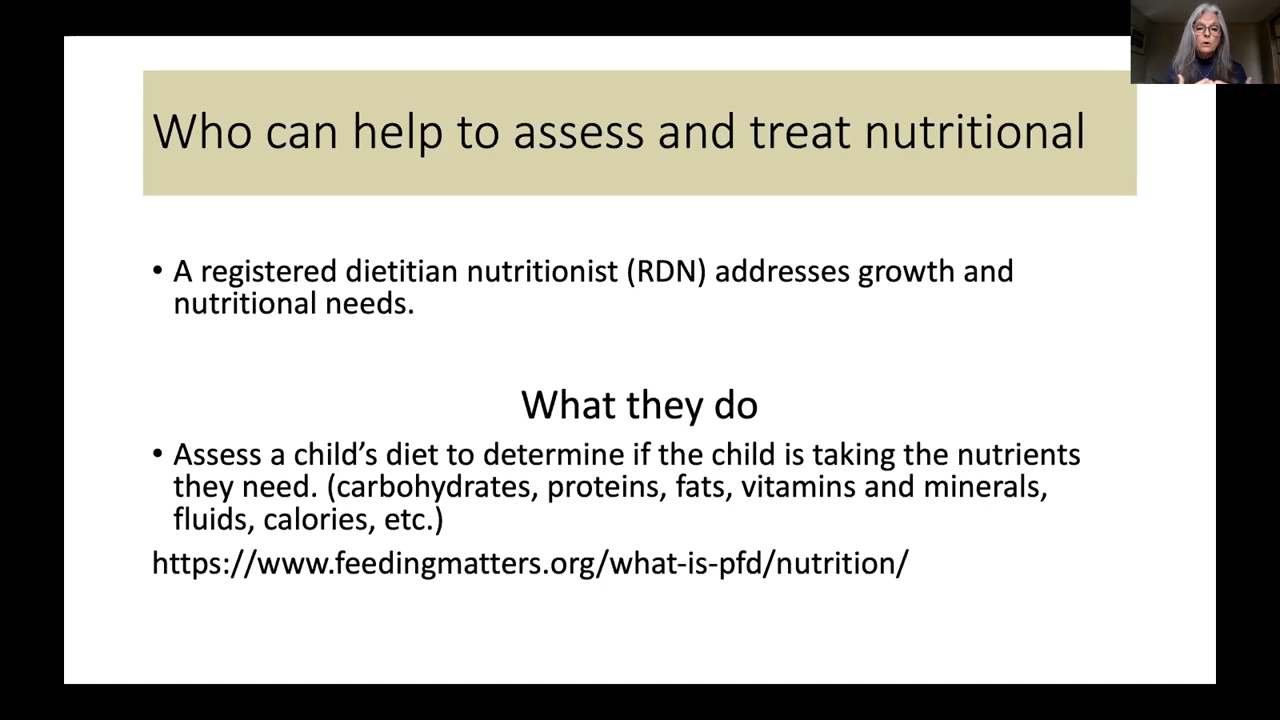 Who can help to assess and treat nutritional
• A registered dietitian nutritionist (RDN) addresses growth and
nutritional needs.
What they do
• Assess a child’s diet to determine if the child is taking the nutrients
they need. (carbohydrates, proteins, fats, vitamins and minerals,
fluids, calories, etc.)
https://www.feedingmatters.org/what-is-pfd/nutrition/